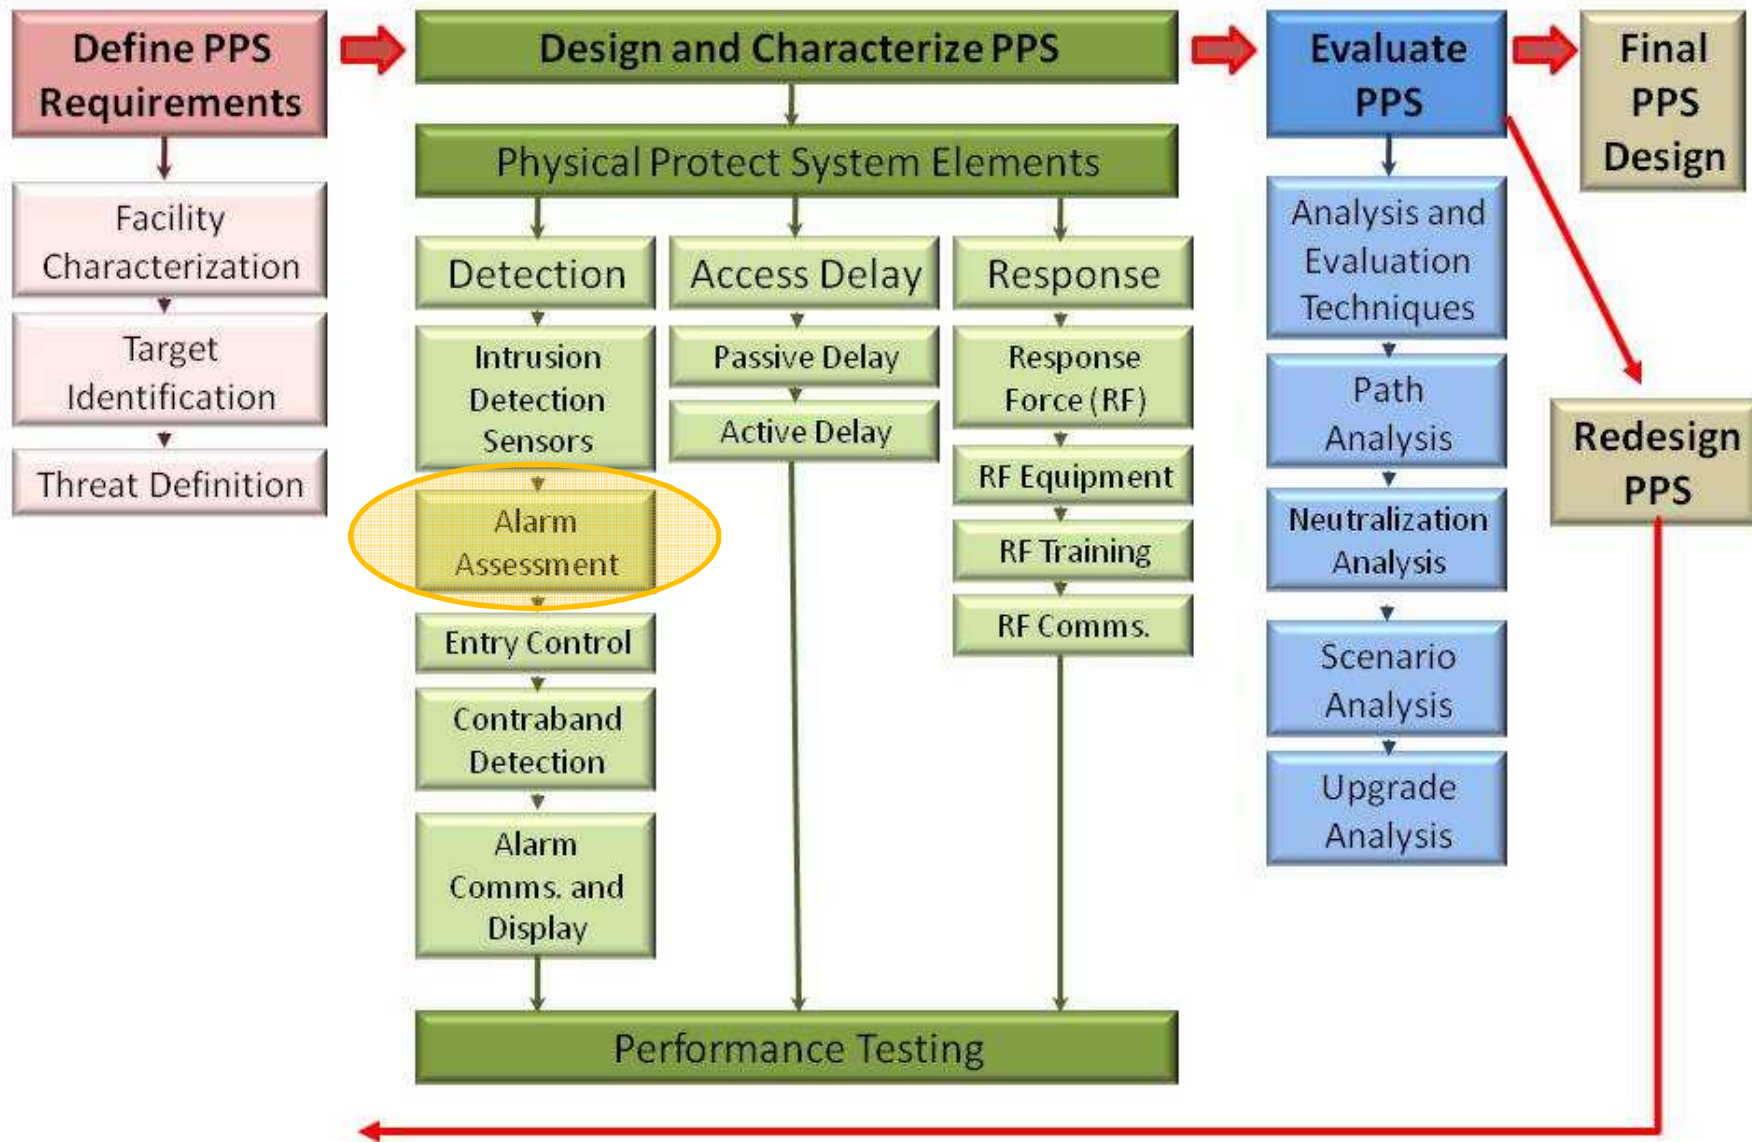 Define PPS
Requirements
Facility
Characterization
Target
Identification
Threat Definition
Design and Characterize PPS
Physical Protect System Elements
Detection
Intrusion
Detection
Sensors
Alarm
Assessment
Entry Control
Contraband
Detection
Alarm
Comms. and
Display
Access Delay
Passive Delay
Active Delay
Response
Response
Force (RF)
RF Equipment
RF Training
RF Comms.
Performance Testing
Evaluate
PPS
Analysis and
Evaluation
Techniques
Path
Analysis
Neutralization
Analysis
Scenario
Analysis
Upgrade
Analysis
Final
PPS
Design
Redesign
PPS